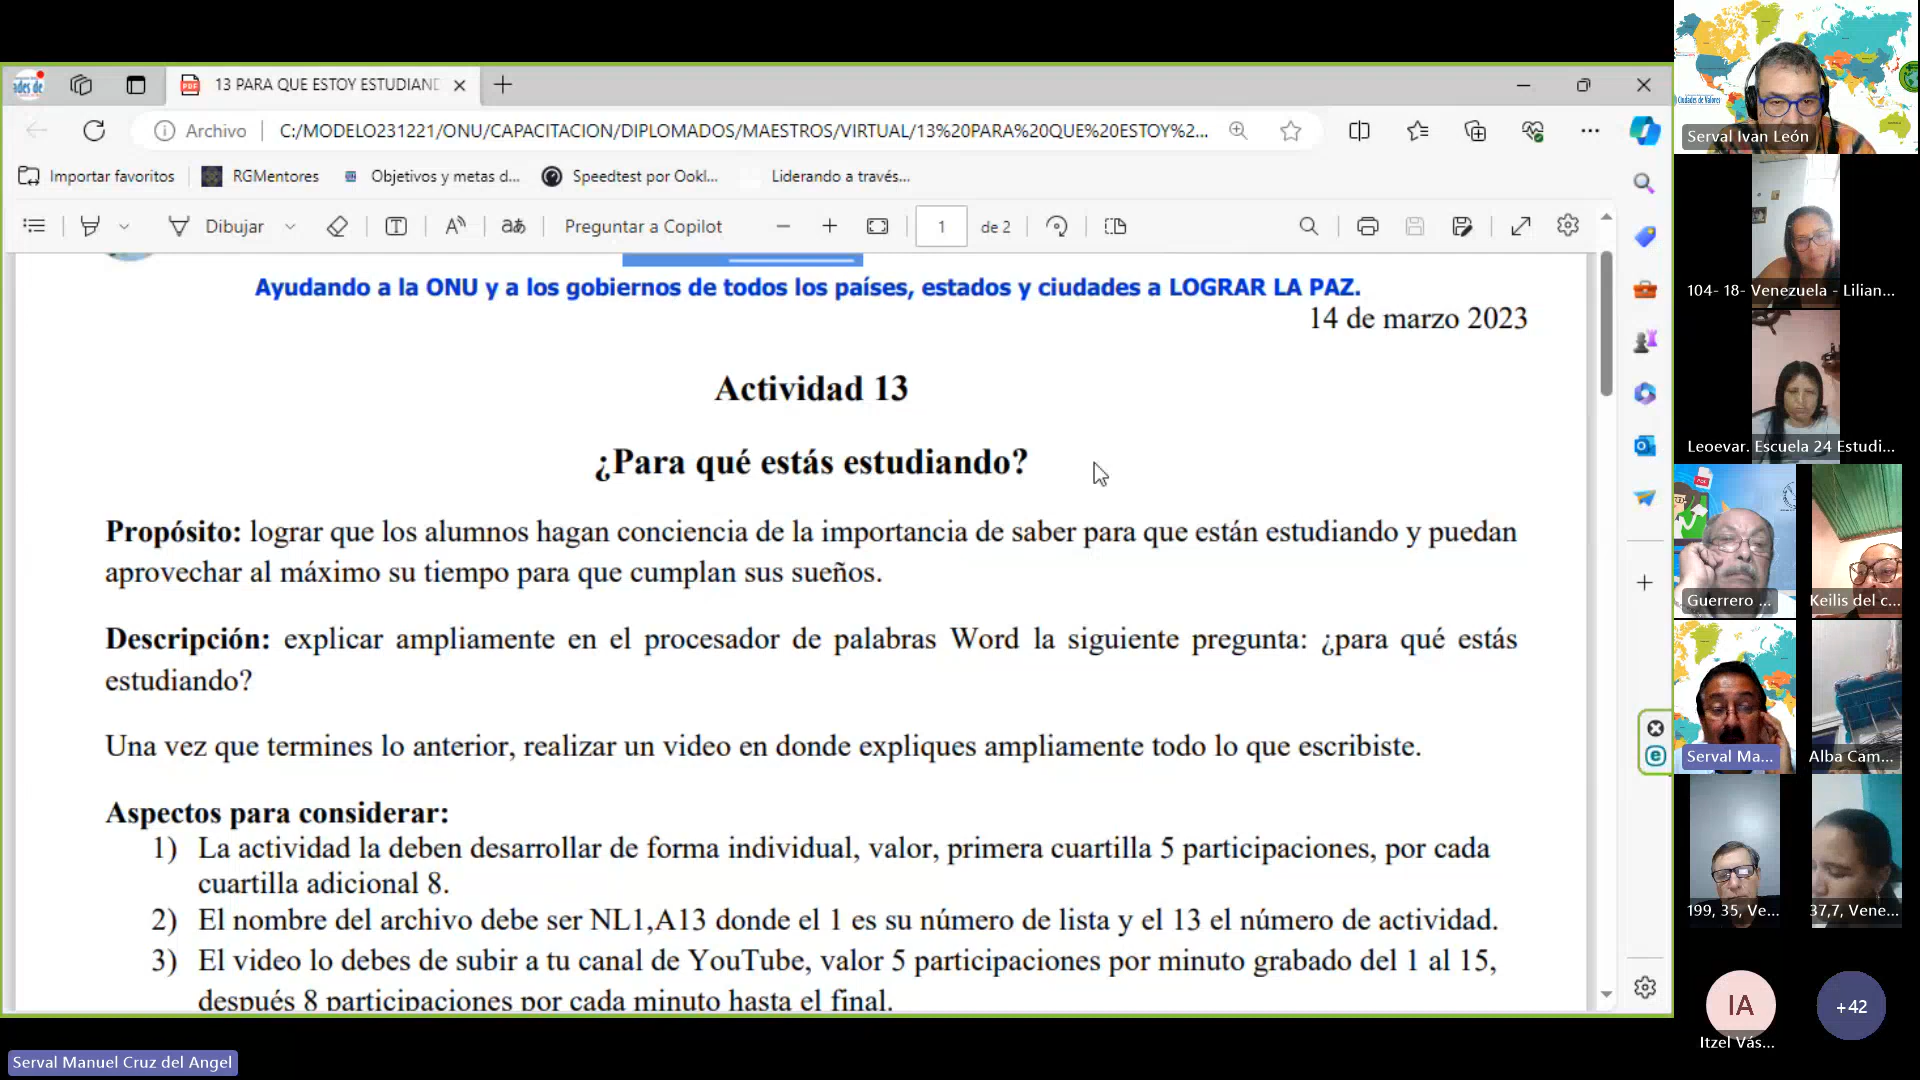 13 PARA QUE ESTOY ESTUDIAND
Archivo
C:/MODELO231221/ONU/CAPACITACION/DIPLOMADOS/MAESTROS/VIRTUAL/13%20PARA%20QUE%20ESTOY%2...
Importar favoritos
RGMentores
Objetivos y metas d...
Speedtest por Ookl...
Liderando a través...
Dibujar
aあ
Preguntar a Copilot
1
de 2
Ayudando a la ONU y a los gobiernos de todos los países, estados y ciudades a LOGRAR LA PAZ.
14 de marzo 2023
Actividad 13
¿Para qué estás estudiando?
Propósito: lograr que los alumnos hagan conciencia de la importancia de saber para que están estudiando y puedan
aprovechar al máximo su tiempo para que cumplan sus sueños.
Descripción: explicar ampliamente en el procesador de palabras Word la siguiente pregunta: ¿para qué estás
estudiando?
Una vez que termines lo anterior, realizar un video en donde expliques ampliamente todo lo que escribiste.
Aspectos para considerar:
1) La actividad la deben desarrollar de forma individual, valor, primera cuartilla 5 participaciones, por cada
cuartilla adicional 8.
2) El nombre del archivo debe ser NL1,A13 donde el 1 es su número de lista y el 13 el número de actividad.
3) El video lo debes de subir a tu canal de YouTube, valor 5 participaciones por minuto grabado del 1 al 15,
después 8 participaciones por cada minuto hasta el final.
Serval Manuel Cruz del Angel
Ciudades de Valores
Serval Ivan León
104- 18- Venezuela - Lilian...
Leoevar. Escuela 24 Estudi...
Guerrero ...
Keilis del c...
Serval Ma...
Alba Cam...
199, 35, Ve...
37,7, Vene...
IA
Itzel Vás...
+42